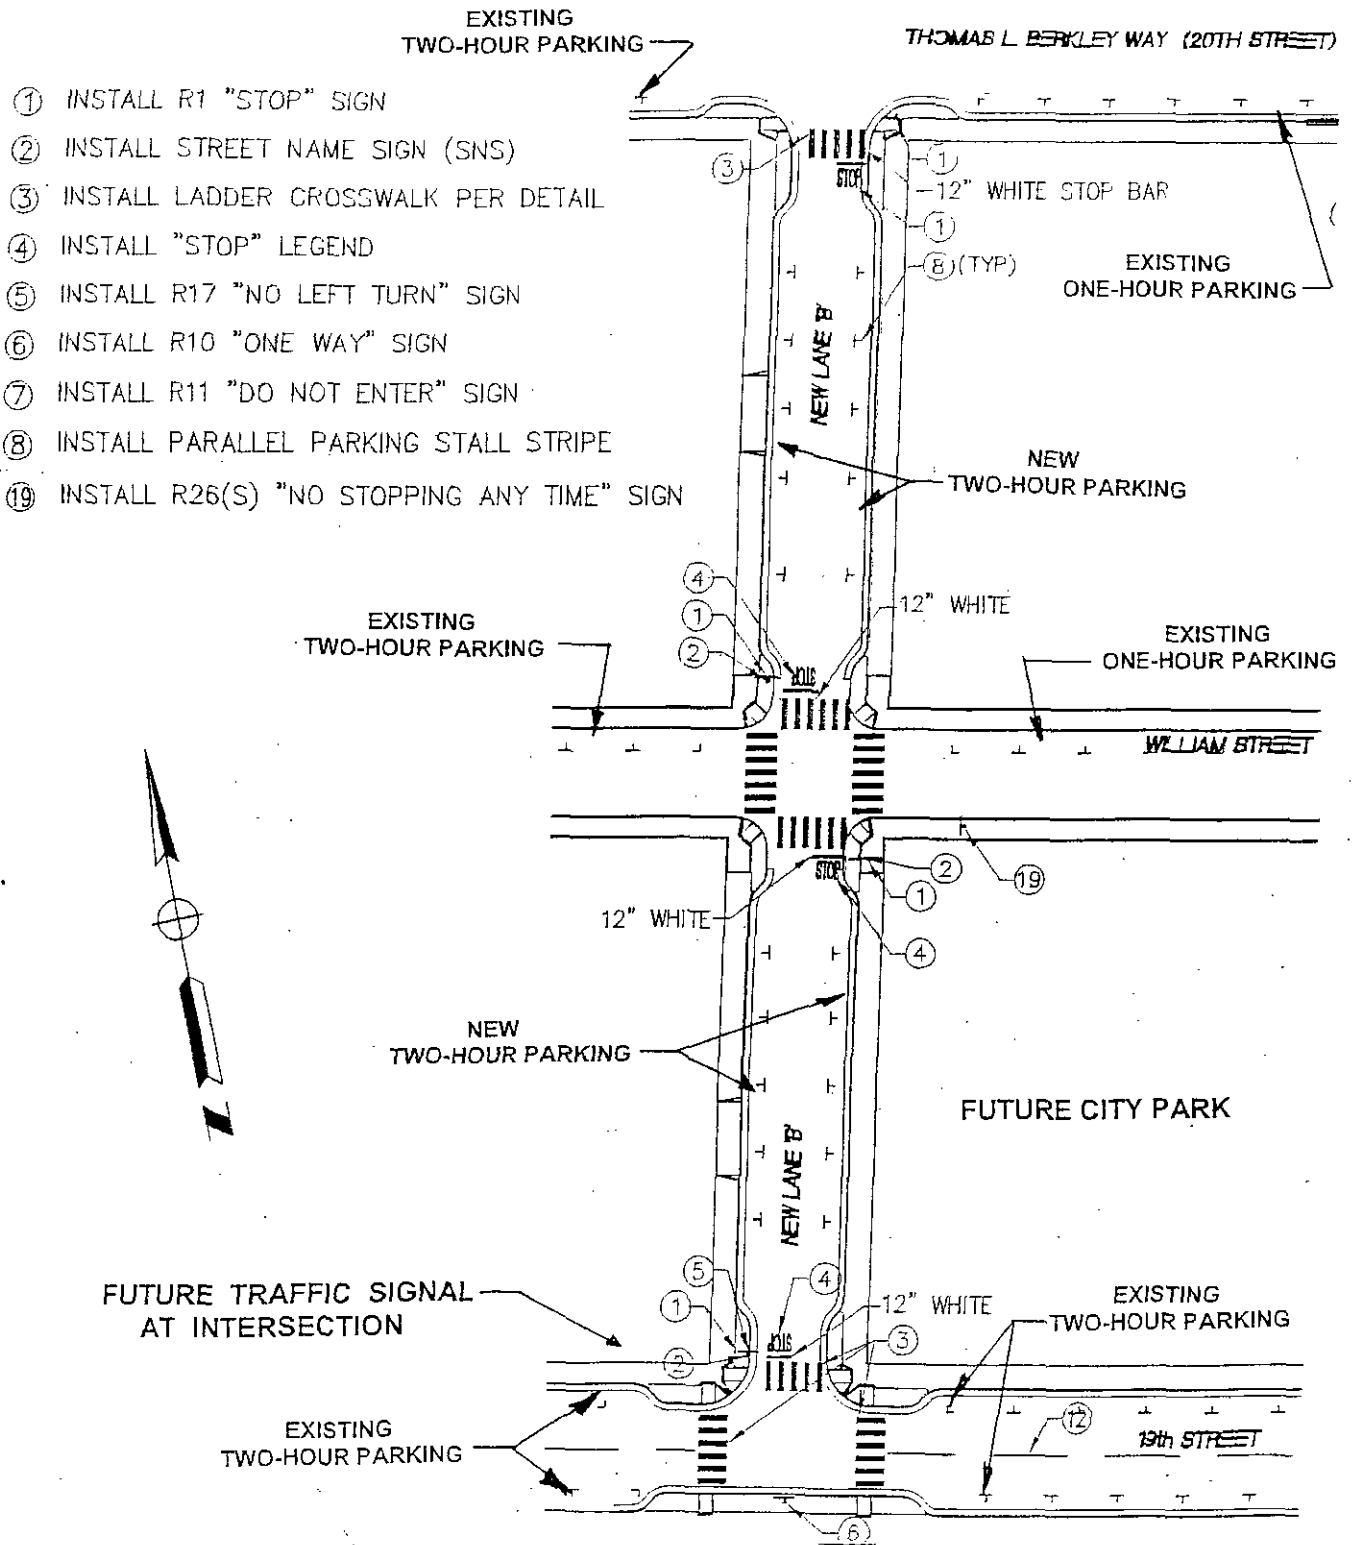 EXISTING
TWO-HOUR PARKING
THOMAS L. BERKLEY WAY (20TH STREET)
① INSTALL R1 "STOP" SIGN
② INSTALL STREET NAME SIGN (SNS)
③ INSTALL LADDER CROSSWALK PER DETAIL
④ INSTALL "STOP" LEGEND
⑤ INSTALL R17 "NO LEFT TURN" SIGN
⑥ INSTALL R10 "ONE WAY" SIGN
⑦ INSTALL R11 "DO NOT ENTER" SIGN
⑧ INSTALL PARALLEL PARKING STALL STRIPE
⑲ INSTALL R26(S) "NO STOPPING ANY TIME" SIGN
③
①
STOP
12" WHITE STOP BAR
①
⑧ (TYP)
EXISTING
ONE-HOUR PARKING
NEW LANE 'B'
NEW
TWO-HOUR PARKING
④
①
②
12" WHITE
STOP
EXISTING
TWO-HOUR PARKING
EXISTING
ONE-HOUR PARKING
WILLIAM STREET
STOP
②
①
⑲
12" WHITE
④
NEW
TWO-HOUR PARKING
FUTURE CITY PARK
NEW LANE 'B'
⑤
④
①
12" WHITE
STOP
③
②
FUTURE TRAFFIC SIGNAL
AT INTERSECTION
EXISTING
TWO-HOUR PARKING
EXISTING
TWO-HOUR PARKING
⑫
19th STREET
⑥
N